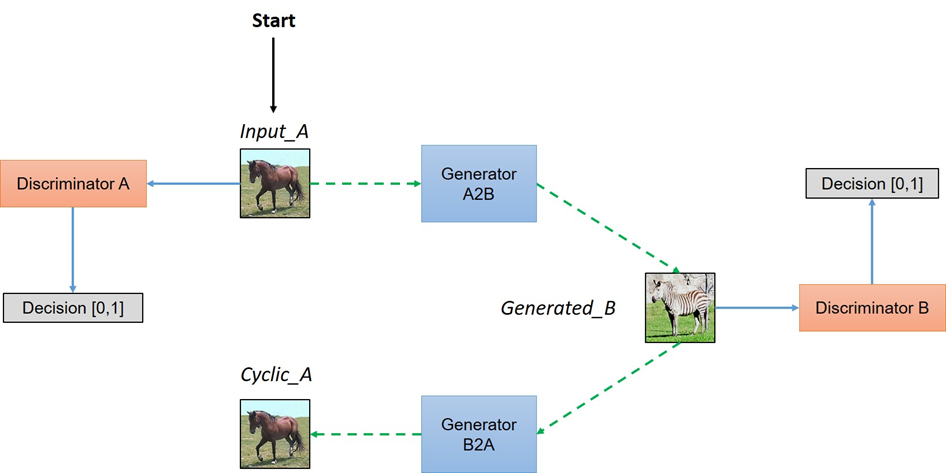 Start
Input_A
Discriminator A
Generator
A2B
Decision [0,1]
Decision [0,1]
Generated_B
Discriminator B
Cyclic_A
Generator
B2A